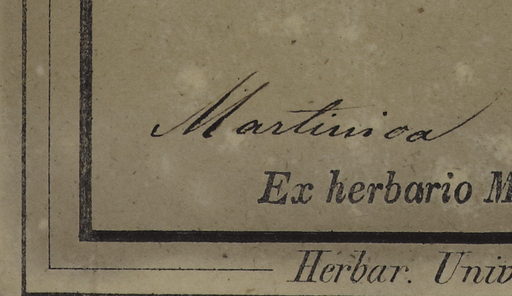 Martinica
Ex herbario M
Herbar. Univ